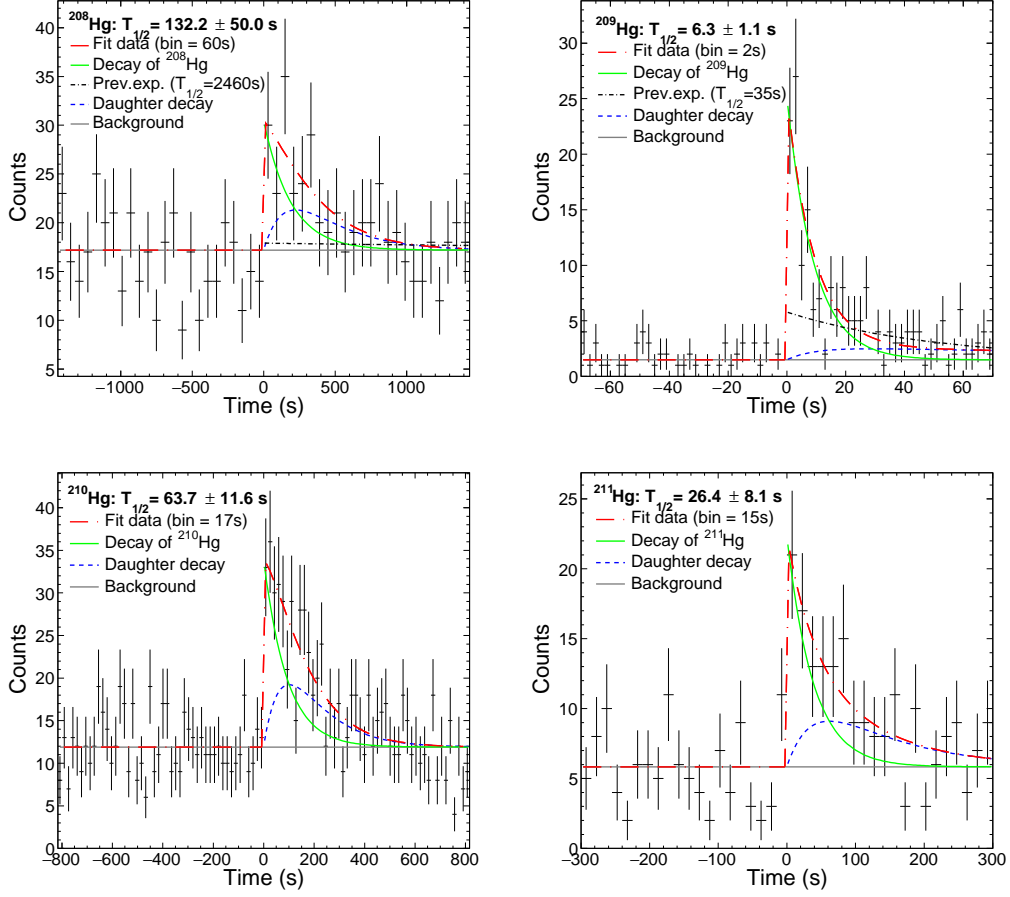 ²⁰⁸Hg: T₁/₂= 132.2 ± 50.0 s
Fit data (bin = 60s)
Decay of ²⁰⁸Hg
Prev.exp. (T₁/₂=2460s)
Daughter decay
Background
Counts
40
35
30
25
20
15
10
5
−1000 −500 0 500 1000
Time (s)
²⁰⁹Hg: T₁/₂= 6.3 ± 1.1 s
Fit data (bin = 2s)
Decay of ²⁰⁹Hg
Prev.exp. (T₁/₂=35s)
Daughter decay
Background
Counts
30
25
20
15
10
5
0
−60 −40 −20 0 20 40 60
Time (s)
²¹⁰Hg: T₁/₂= 63.7 ± 11.6 s
Fit data (bin = 17s)
Decay of ²¹⁰Hg
Daughter decay
Background
Counts
40
35
30
25
20
15
10
5
0
−800 −600 −400 −200 0 200 400 600 800
Time (s)
²¹¹Hg: T₁/₂= 26.4 ± 8.1 s
Fit data (bin = 15s)
Decay of ²¹¹Hg
Daughter decay
Background
Counts
25
20
15
10
5
0
−300 −200 −100 0 100 200 300
Time (s)